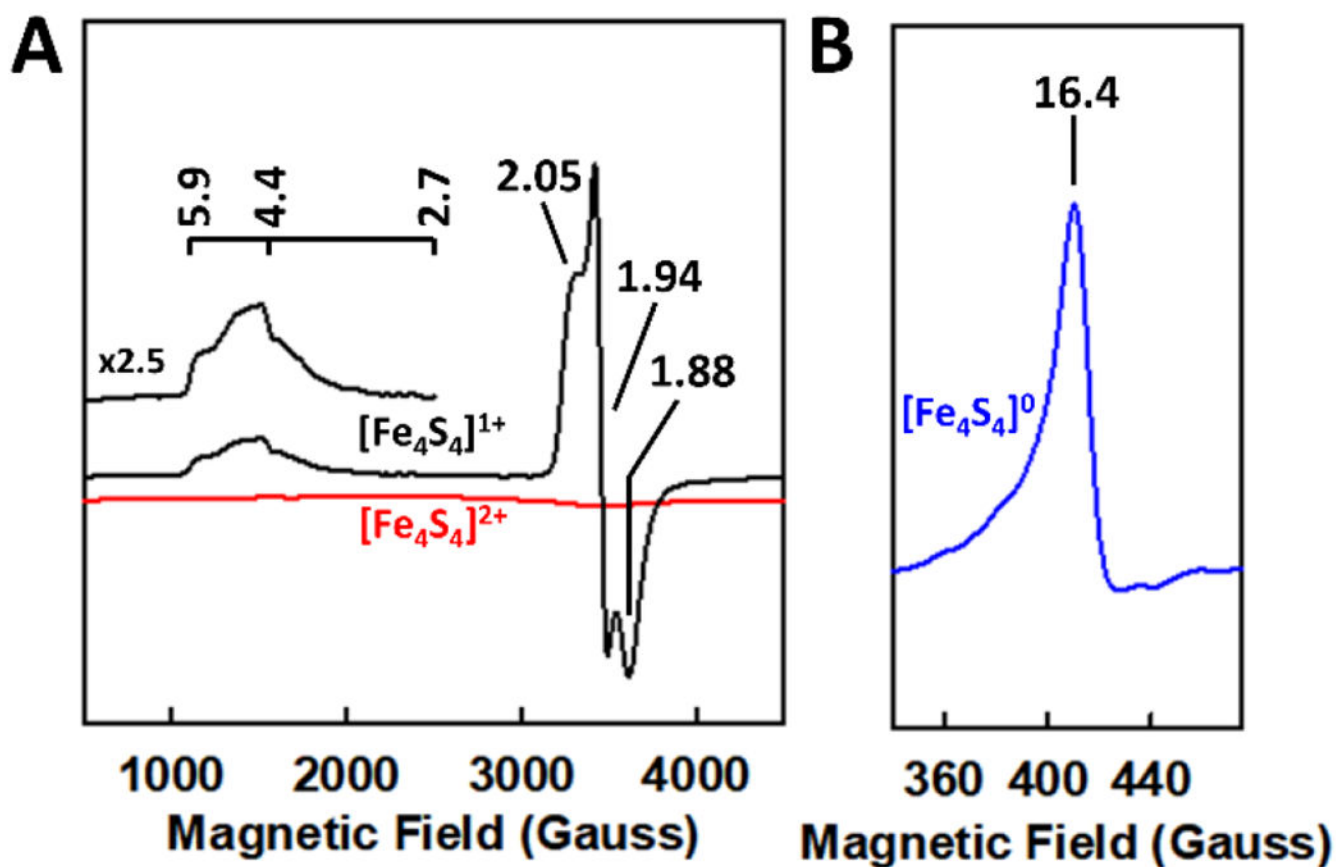 A
5.9
4.4
2.7
2.05
1.94
1.88
x2.5
[Fe₄S₄]¹⁺
[Fe₄S₄]²⁺
1000 2000 3000 4000
Magnetic Field (Gauss)
B
16.4
[Fe₄S₄]⁰
360 400 440
Magnetic Field (Gauss)